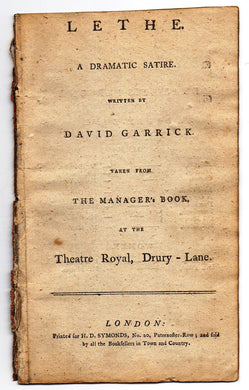 LETHE.
A DRAMATIC SATIRE.
WRITTEN BY
DAVID GARRICK.
TAKEN FROM
THE MANAGER's BOOK,
AT THE
Theatre Royal, Drury-Lane.
LONDON:
Printed for H. D. SYMONDS, No. 20, Paternoster-Row; and sold
by all the Booksellers in Town and Country.